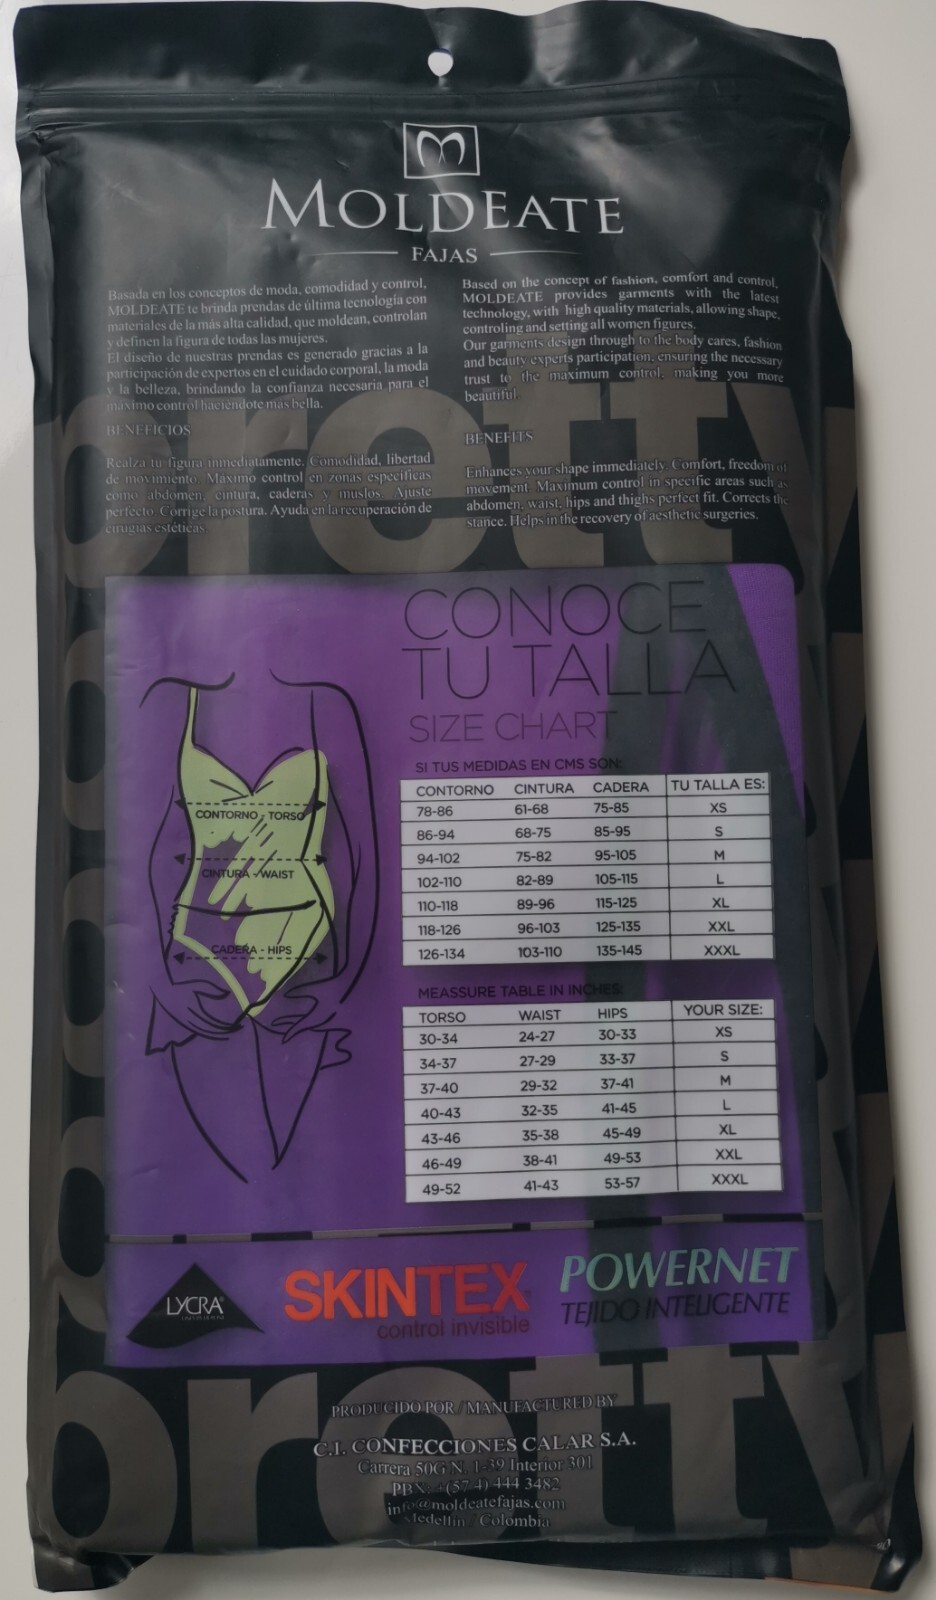 MOLDEATE
FAJAS
Basada en los conceptos de moda, comodidad y control,
MOLDEATE te brinda prendas de última tecnología con
materiales de la más alta calidad, que moldean, controlan
y definen la figura de todas las mujeres.
El diseño de nuestras prendas es generado gracias a la
participación de expertos en el cuidado corporal, la moda
y la belleza, brindando la confianza necesaria para el
máximo control haciéndote más bella.
BENEFICIOS
Realza tu figura inmediatamente. Comodidad, libertad
de movimiento. Máximo control en zonas específicas
como abdomen, cintura, caderas y muslos. Ajuste
perfecto. Corrige la postura. Ayuda en la recuperación de
cirugías estéticas.
Based on the concept of fashion, comfort and control,
MOLDEATE provides garments with the latest
technology, with high quality materials, allowing shape,
controling and setting all women figures.
Our garments design through to the body cares, fashion
and beauty experts participation, ensuring the necessary
trust to the maximum control, making you more
beautiful.
BENEFITS
Enhances your shape immediately. Comfort, freedom of
movement. Maximum control in specific areas such as
abdomen, waist, hips and thighs perfect fit. Corrects the
stance. Helps in the recovery of aesthetic surgeries.
pretty
CONOCE
TU TALLA
SIZE CHART
CONTORNO - TORSO
CINTURA - WAIST
CADERA - HIPS
SI TUS MEDIDAS EN CMS SON:
CONTORNO CINTURA CADERA TU TALLA ES:
78-86 61-68 75-85 XS
86-94 68-75 85-95 S
94-102 75-82 95-105 M
102-110 82-89 105-115 L
110-118 89-96 115-125 XL
118-126 96-103 125-135 XXL
126-134 103-110 135-145 XXXL
MEASSURE TABLE IN INCHES:
TORSO WAIST HIPS YOUR SIZE:
30-34 24-27 30-33 XS
34-37 27-29 33-37 S
37-40 29-32 37-41 M
40-43 32-35 41-45 L
43-46 35-38 45-49 XL
46-49 38-41 49-53 XXL
49-52 41-43 53-57 XXXL
LYCRA
SKINTEX
control invisible
POWERNET
TEJIDO INTELIGENTE
pretty
PRODUCIDO POR / MANUFACTURED BY
C.I. CONFECCIONES CALAR S.A.
Carrera 50G N. 1-39 Interior 301
PBX: +(57 4) 444 3482
info@moldeatefajas.com
Medellín / Colombia